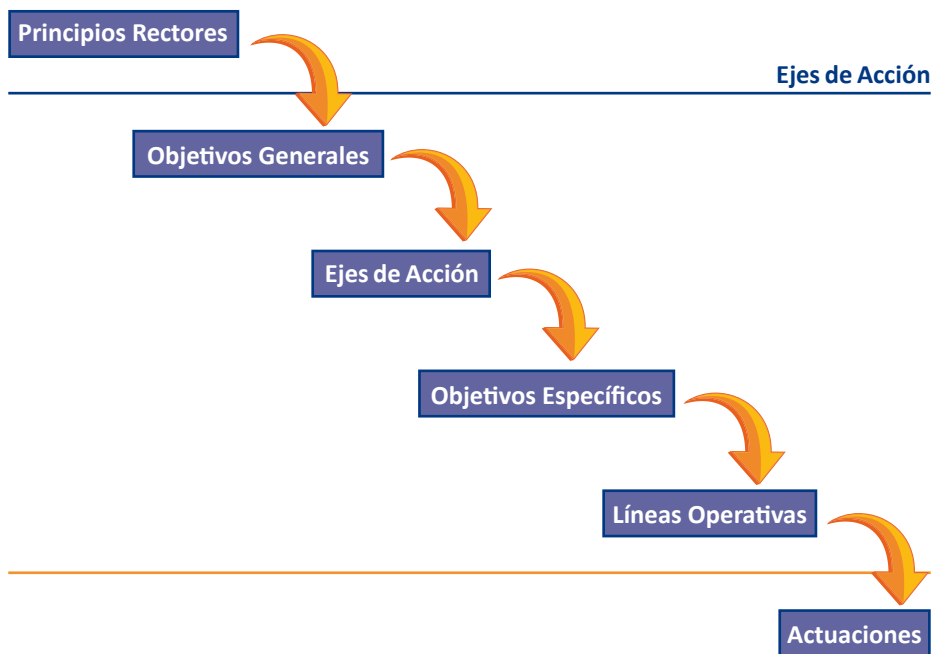 Principios Rectores
Ejes de Acción
Objetivos Generales
Ejes de Acción
Objetivos Específicos
Líneas Operativas
Actuaciones